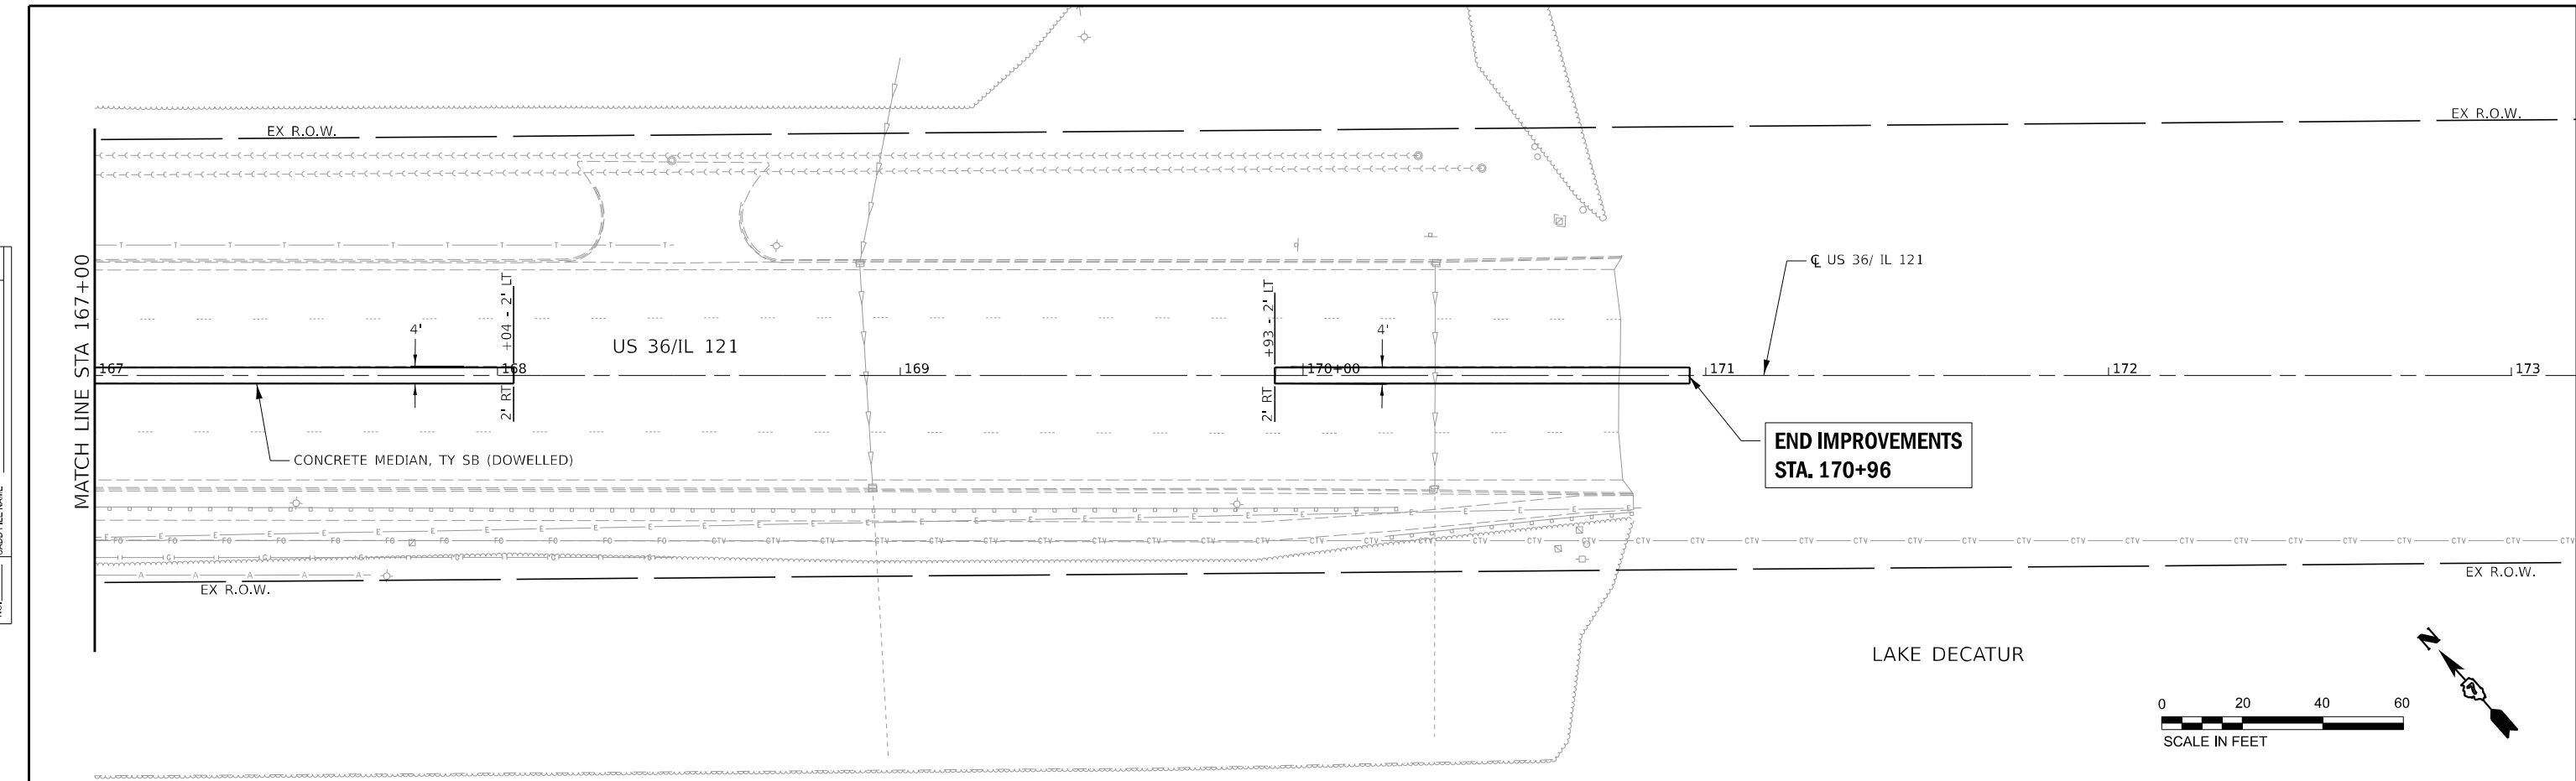 EX R.O.W.
EX R.O.W.
MATCH LINE STA 167+00
T T T T T T T T T T T
+04 - 2' LT
2' RT
+93 - 2' LT
2' RT
℄ US 36/ IL 121
4'
US 36/IL 121
4'
167
168
169
170+00
171
172
173
CONCRETE MEDIAN, TY SB (DOWELLED)
END IMPROVEMENTS
STA. 170+96
EX R.O.W.
EX R.O.W.
LAKE DECATUR
N
0 20 40 60
SCALE IN FEET